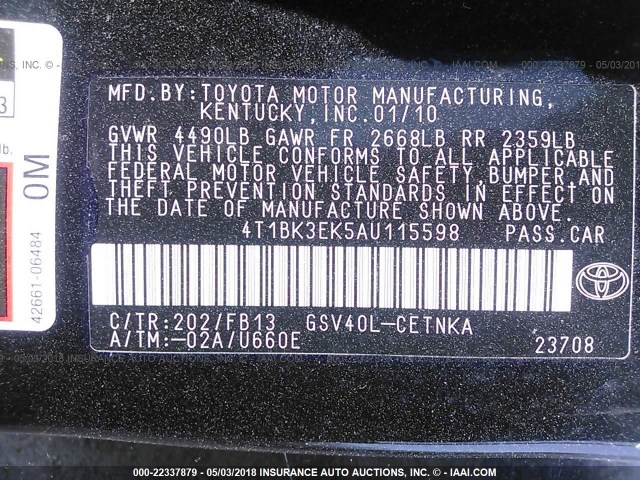 MFD.BY:TOYOTA MOTOR MANUFACTURING,
KENTUCKY,INC.01/10
GVWR 4490LB GAWR FR 2668LB RR 2359LB
THIS VEHICLE CONFORMS TO ALL APPLICABLE
FEDERAL MOTOR VEHICLE SAFETY,BUMPER,AND
THEFT PREVENTION STANDARDS IN EFFECT ON
THE DATE OF MANUFACTURE SHOWN ABOVE.
4T1BK3EK5AU115598 PASS.CAR
C/TR:202/FB13 GSV40L-CETNKA
A/TM:-02A/U660E 23708
TOYOTA
3
lb.
0M
42661-06484
000-22337879 - 05/03/2018 INSURANCE AUTO AUCTIONS, INC. © - IAAI.COM